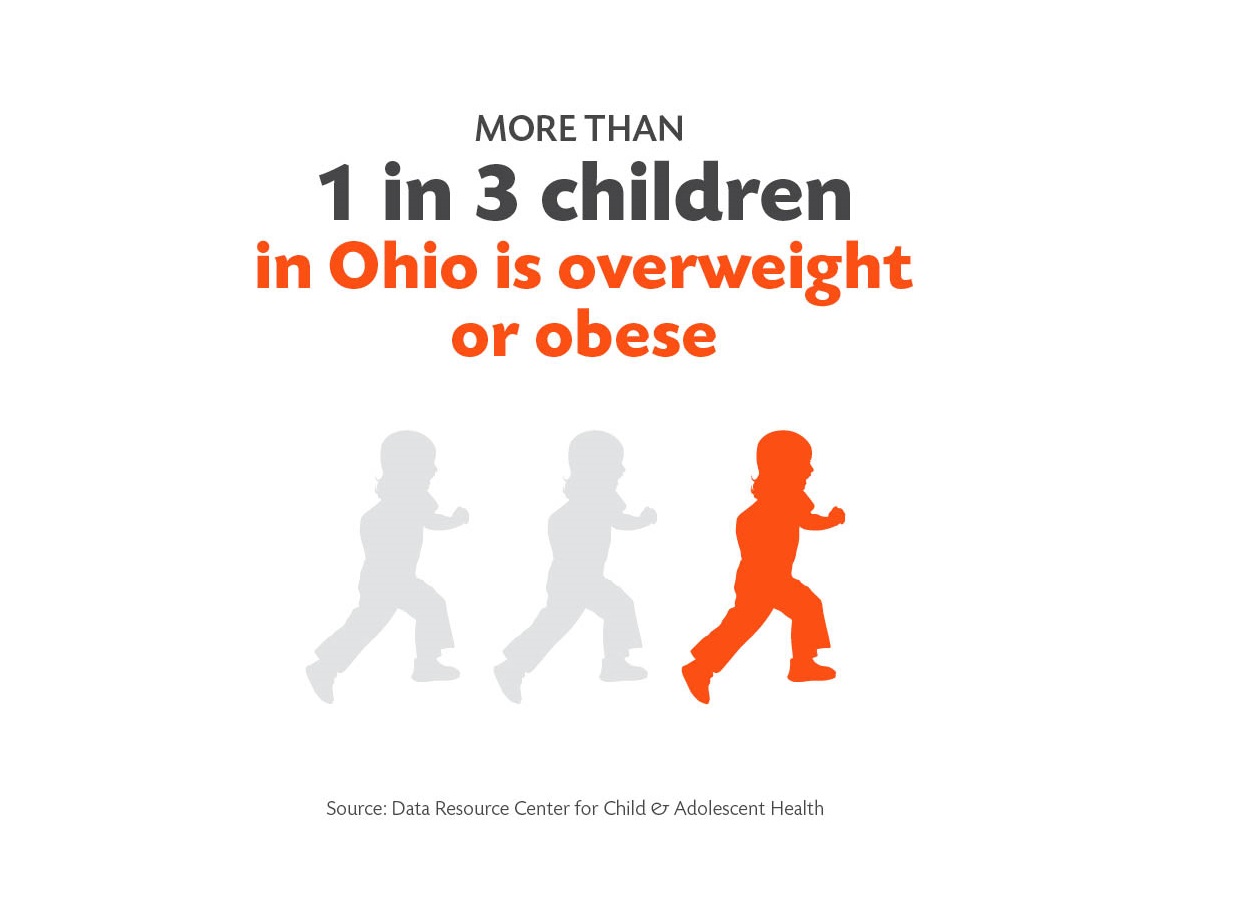 MORE THAN
1 in 3 children
in Ohio is overweight
or obese
Source: Data Resource Center for Child & Adolescent Health